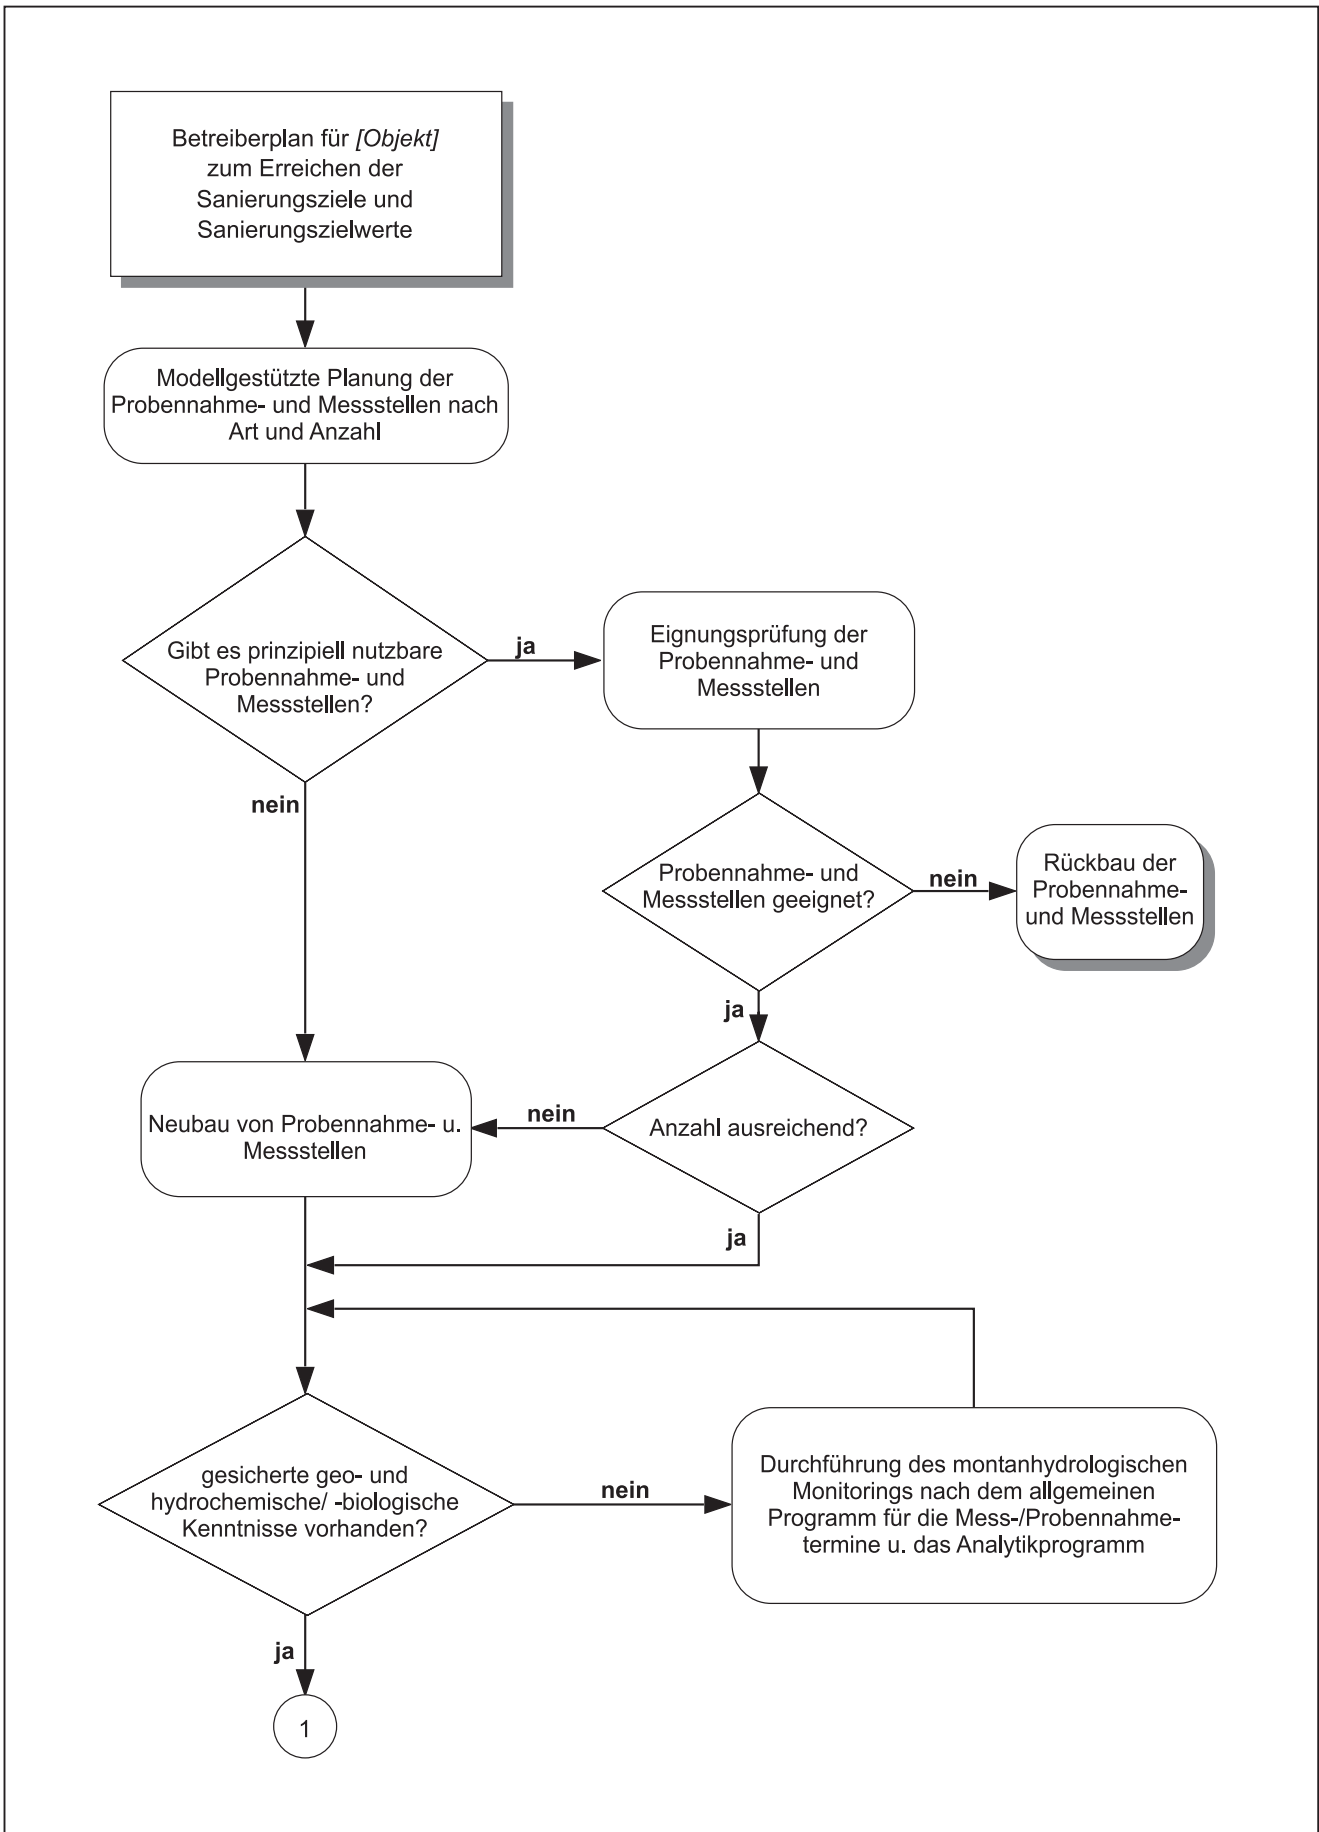 Betreiberplan für [Objekt]
zum Erreichen der
Sanierungsziele und
Sanierungszielwerte
Modellgestützte Planung der
Probennahme- und Messstellen nach
Art und Anzahl
Gibt es prinzipiell nutzbare
Probennahme- und
Messstellen?
ja
Eignungsprüfung der
Probennahme- und
Messstellen
nein
Probennahme- und
Messstellen geeignet?
nein
Rückbau der
Probennahme-
und Messstellen
ja
Neubau von Probennahme- u.
Messstellen
nein
Anzahl ausreichend?
ja
gesicherte geo- und
hydrochemische/ -biologische
Kenntnisse vorhanden?
nein
Durchführung des montanhydrologischen
Monitorings nach dem allgemeinen
Programm für die Mess-/Probennahme-
termine u. das Analytikprogramm
ja
1